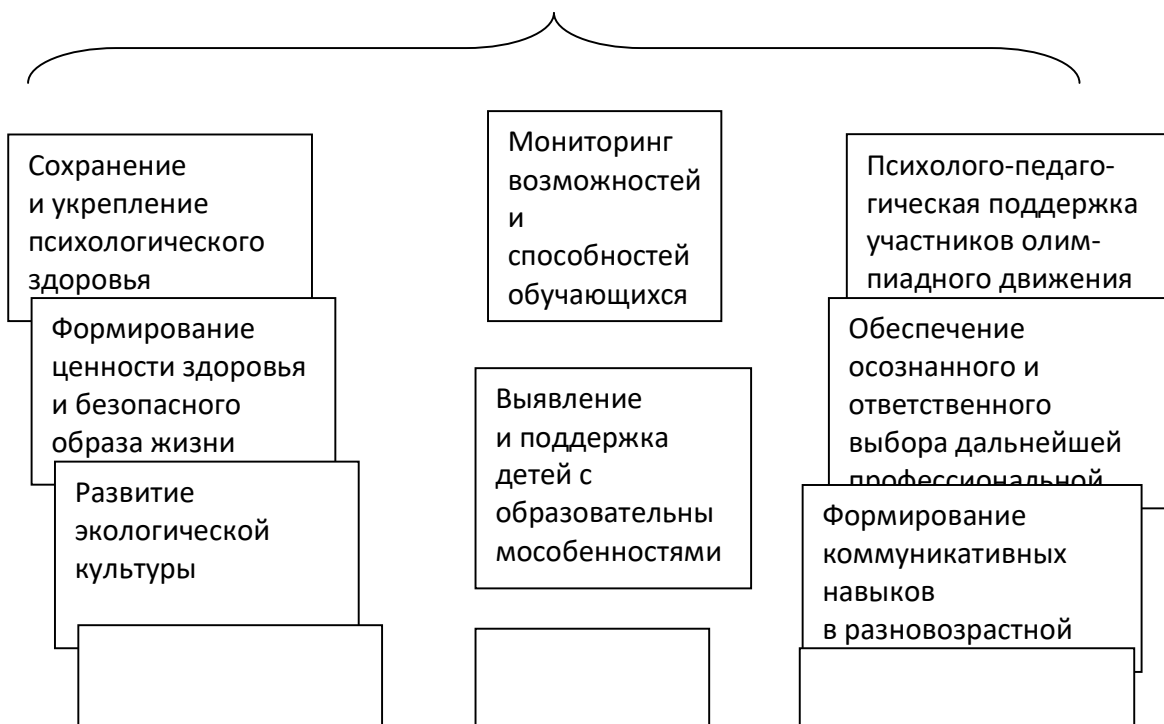 Сохранение
и укрепление
психологического
здоровья
Формирование
ценности здоровья
и безопасного
образа жизни
Развитие
экологической
культуры
Мониторинг
возможностей
и
способностей
обучающихся
Выявление
и поддержка
детей с
образовательны
мособенностями
Психолого-педаго-
гическая поддержка
участников олим-
пиадного движения
Обеспечение
осознанного и
ответственного
выбора дальнейшей
профессиональной
Формирование
коммуникативных
навыков
в разновозрастной